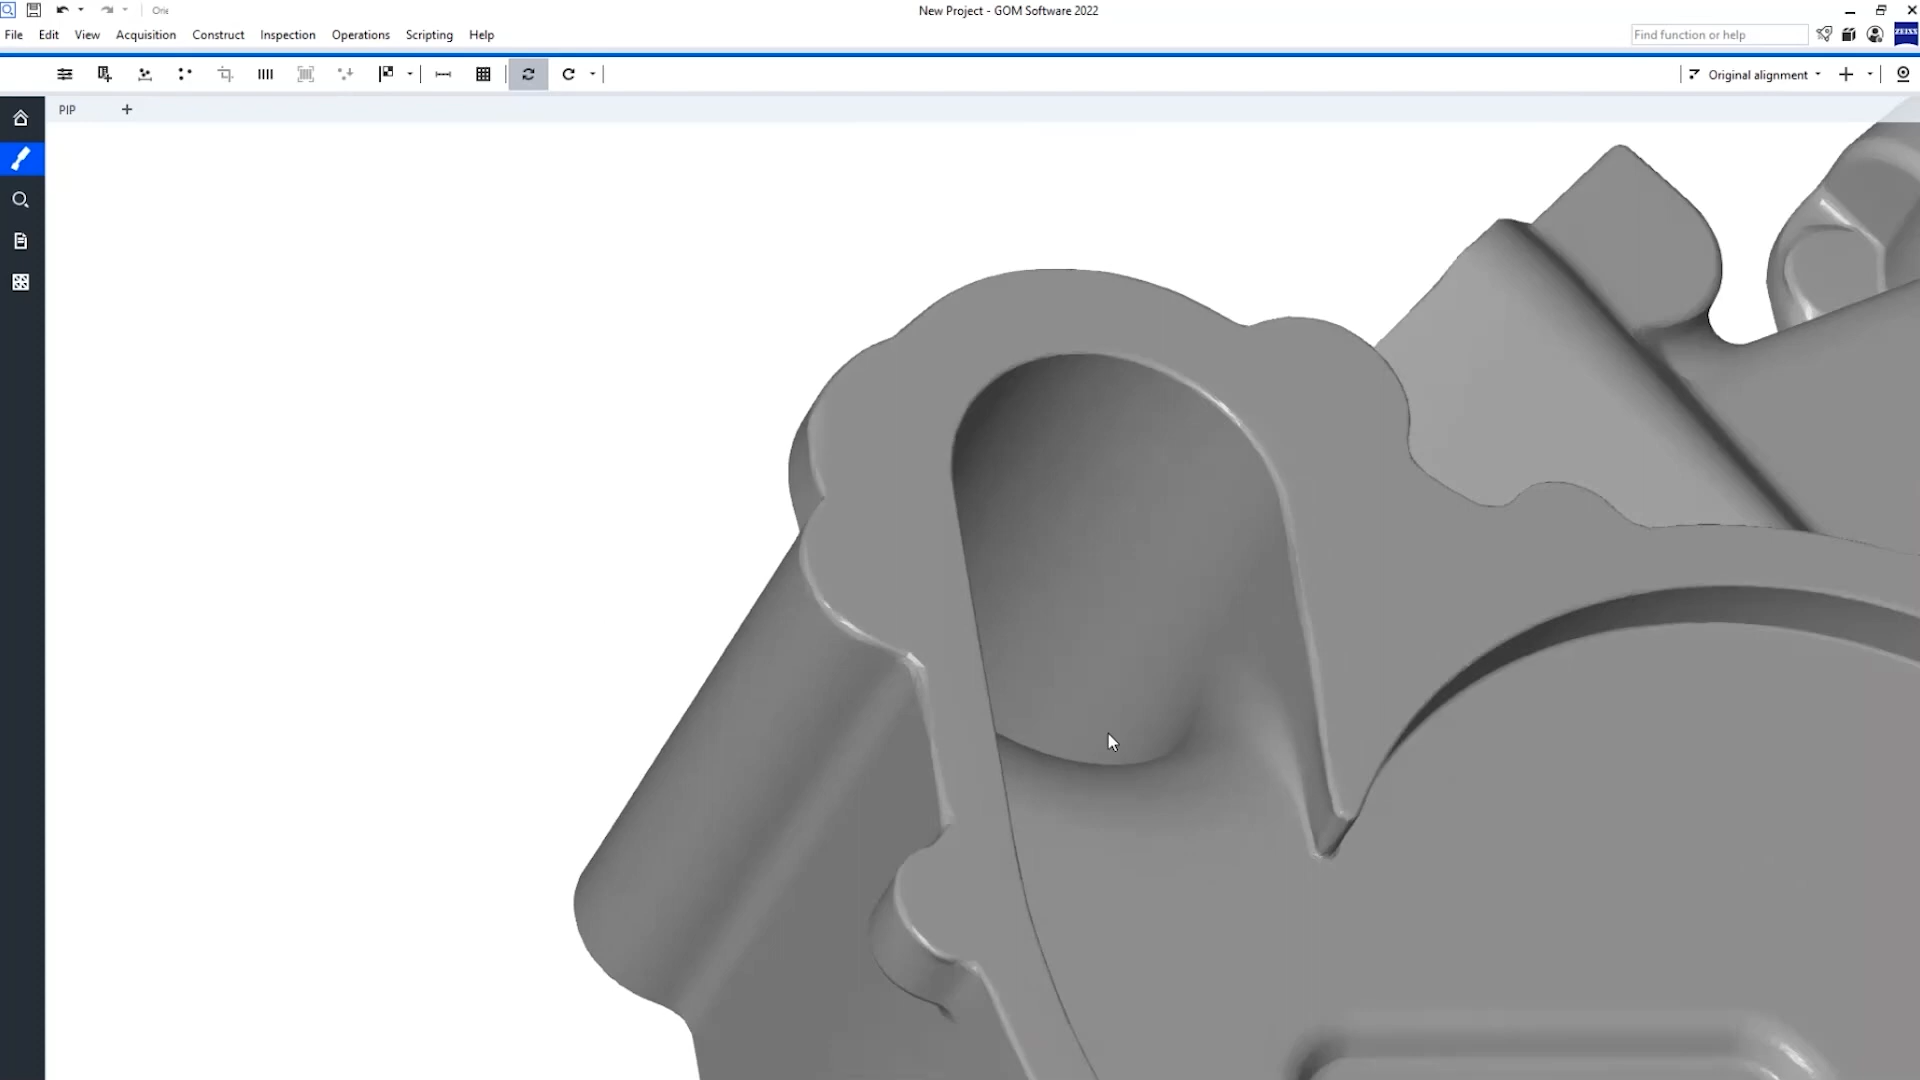 Orie
New Project - GOM Software 2022
File Edit View Acquisition Construct Inspection Operations Scripting Help
Find function or help
ZEISS
Original alignment
PIP